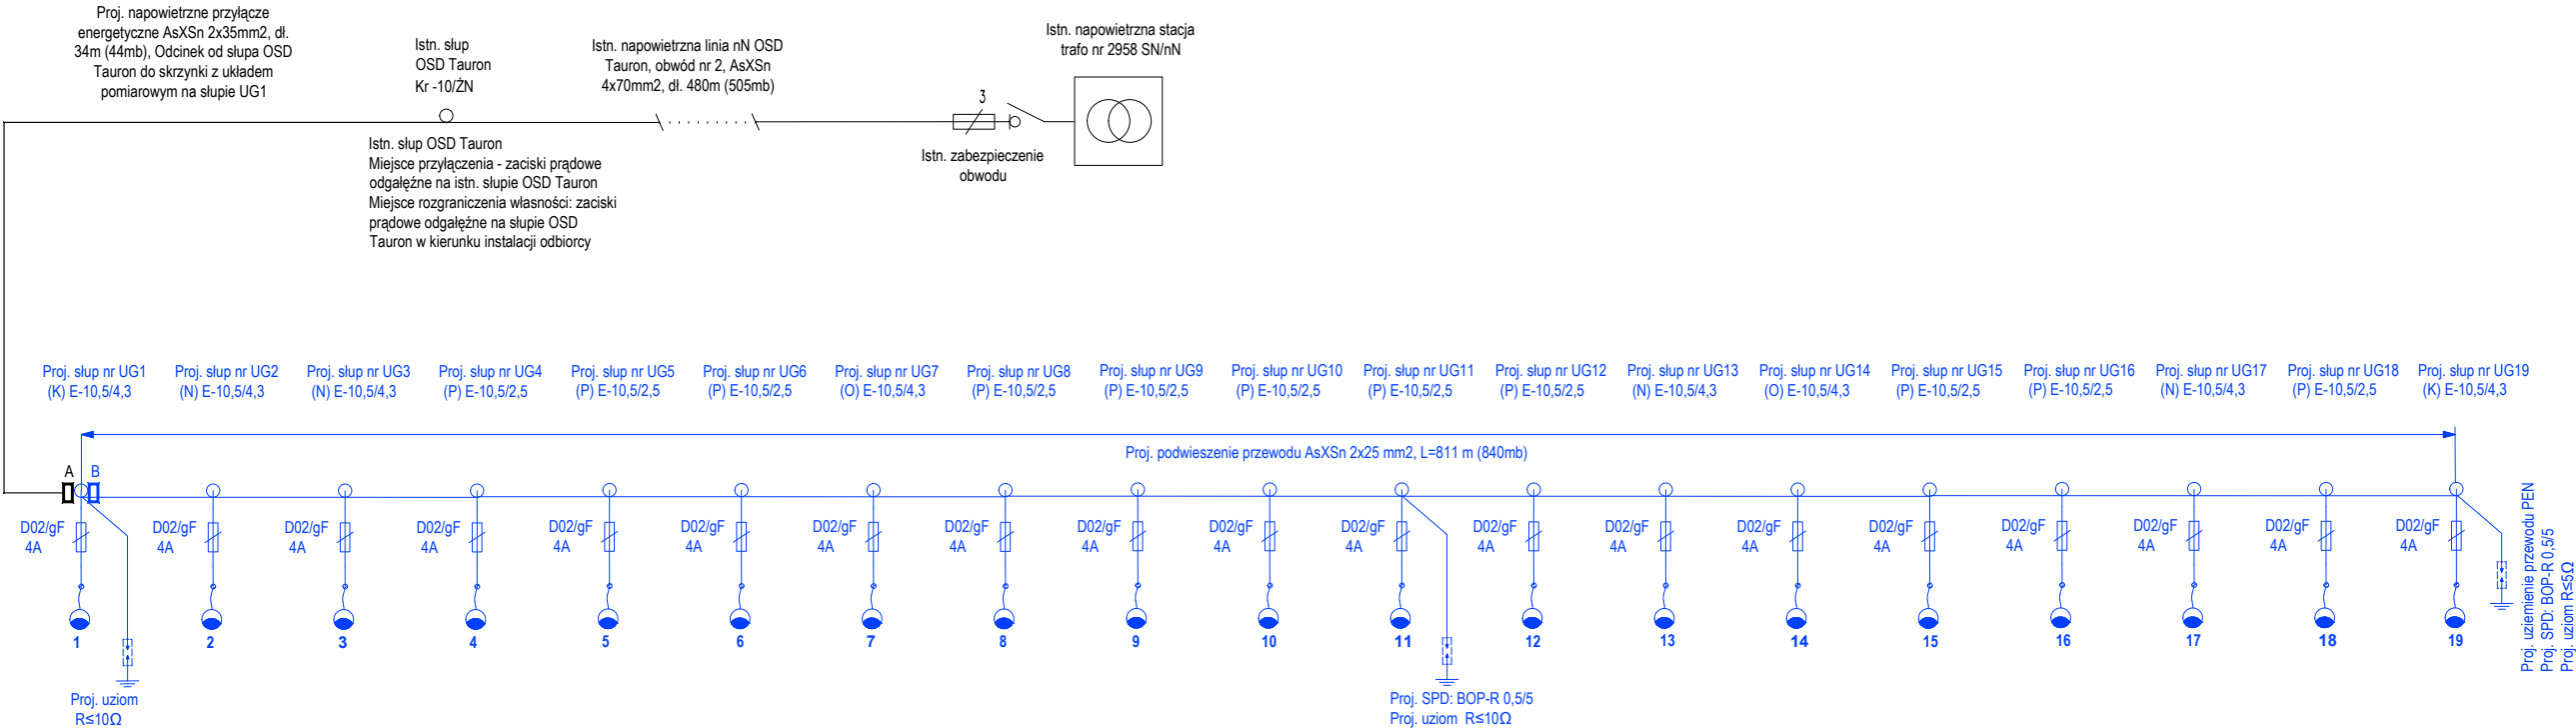 Proj. napowietrzne przyłącze
energetyczne AsXSn 2x35mm2, dł.
34m (44mb), Odcinek od słupa OSD
Tauron do skrzynki z układem
pomiarowym na słupie UG1
Istn. słup
OSD Tauron
Kr -10/ŻN
Istn. napowietrzna linia nN OSD
Tauron, obwód nr 2, AsXSn
4x70mm2, dł. 480m (505mb)
Istn. napowietrzna stacja
trafo nr 2958 SN/nN
3
Istn. zabezpieczenie
obwodu
Istn. słup OSD Tauron
Miejsce przyłączenia - zaciski prądowe
odgałęźne na istn. słupie OSD Tauron
Miejsce rozgraniczenia własności: zaciski
prądowe odgałęźne na słupie OSD
Tauron w kierunku instalacji odbiorcy
Proj. słup nr UG1
(K) E-10,5/4,3
Proj. słup nr UG2
(N) E-10,5/4,3
Proj. słup nr UG3
(N) E-10,5/4,3
Proj. słup nr UG4
(P) E-10,5/2,5
Proj. słup nr UG5
(P) E-10,5/2,5
Proj. słup nr UG6
(P) E-10,5/2,5
Proj. słup nr UG7
(O) E-10,5/4,3
Proj. słup nr UG8
(P) E-10,5/2,5
Proj. słup nr UG9
(P) E-10,5/2,5
Proj. słup nr UG10
(P) E-10,5/2,5
Proj. słup nr UG11
(P) E-10,5/2,5
Proj. słup nr UG12
(P) E-10,5/2,5
Proj. słup nr UG13
(N) E-10,5/4,3
Proj. słup nr UG14
(O) E-10,5/4,3
Proj. słup nr UG15
(P) E-10,5/2,5
Proj. słup nr UG16
(P) E-10,5/2,5
Proj. słup nr UG17
(N) E-10,5/4,3
Proj. słup nr UG18
(P) E-10,5/2,5
Proj. słup nr UG19
(K) E-10,5/4,3
Proj. podwieszenie przewodu AsXSn 2x25 mm2, L=811 m (840mb)
A
B
D02/gF
4A
D02/gF
4A
D02/gF
4A
D02/gF
4A
D02/gF
4A
D02/gF
4A
D02/gF
4A
D02/gF
4A
D02/gF
4A
D02/gF
4A
D02/gF
4A
D02/gF
4A
D02/gF
4A
D02/gF
4A
D02/gF
4A
D02/gF
4A
D02/gF
4A
D02/gF
4A
D02/gF
4A
1
2
3
4
5
6
7
8
9
10
11
12
13
14
15
16
17
18
19
Proj. uziom
R≤10Ω
Proj. SPD: BOP-R 0,5/5
Proj. uziom R≤10Ω
Proj. uziemienie przewodu PEN
Proj. SPD: BOP-R 0,5/5
Proj. uziom R≤5Ω